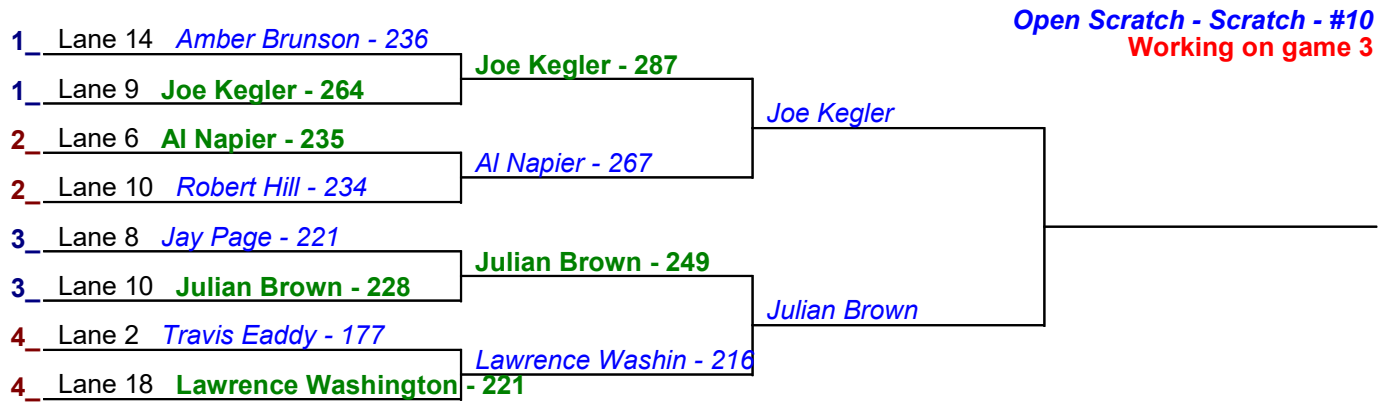 Open Scratch - Scratch - #10
Working on game 3
1_ Lane 14 Amber Brunson - 236
Joe Kegler - 287
1_ Lane 9 Joe Kegler - 264
Joe Kegler
2_ Lane 6 Al Napier - 235
Al Napier - 267
2_ Lane 10 Robert Hill - 234
3_ Lane 8 Jay Page - 221
Julian Brown - 249
3_ Lane 10 Julian Brown - 228
Julian Brown
4_ Lane 2 Travis Eaddy - 177
Lawrence Washin - 216
4_ Lane 18 Lawrence Washington - 221